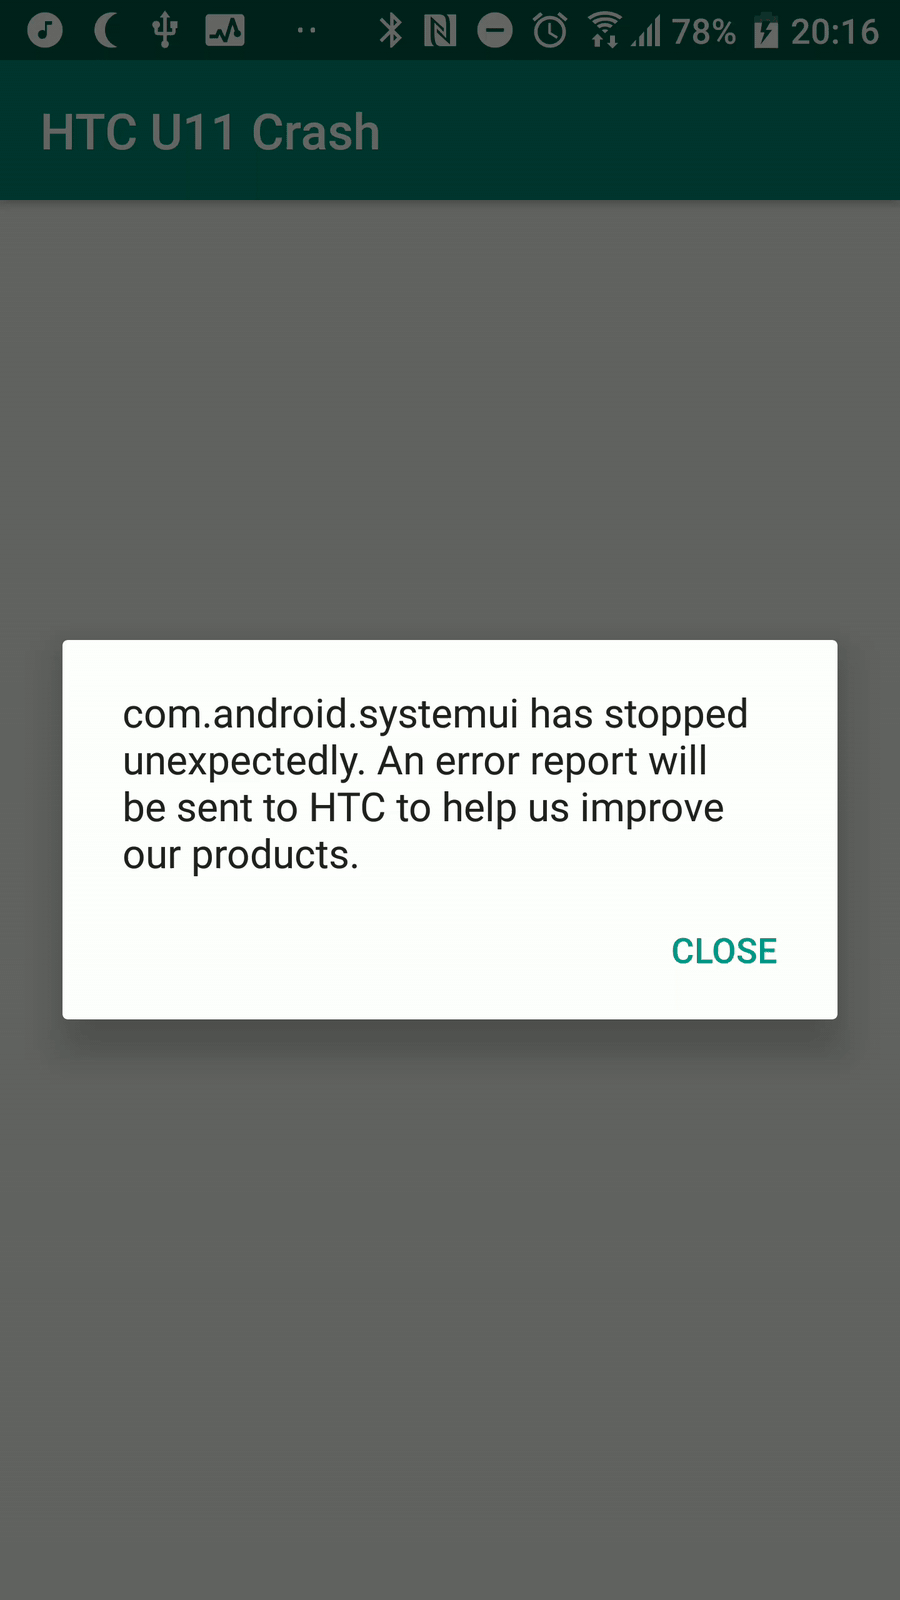 78% 20:16
HTC U11 Crash
com.android.systemui has stopped
unexpectedly. An error report will
be sent to HTC to help us improve
our products.
CLOSE